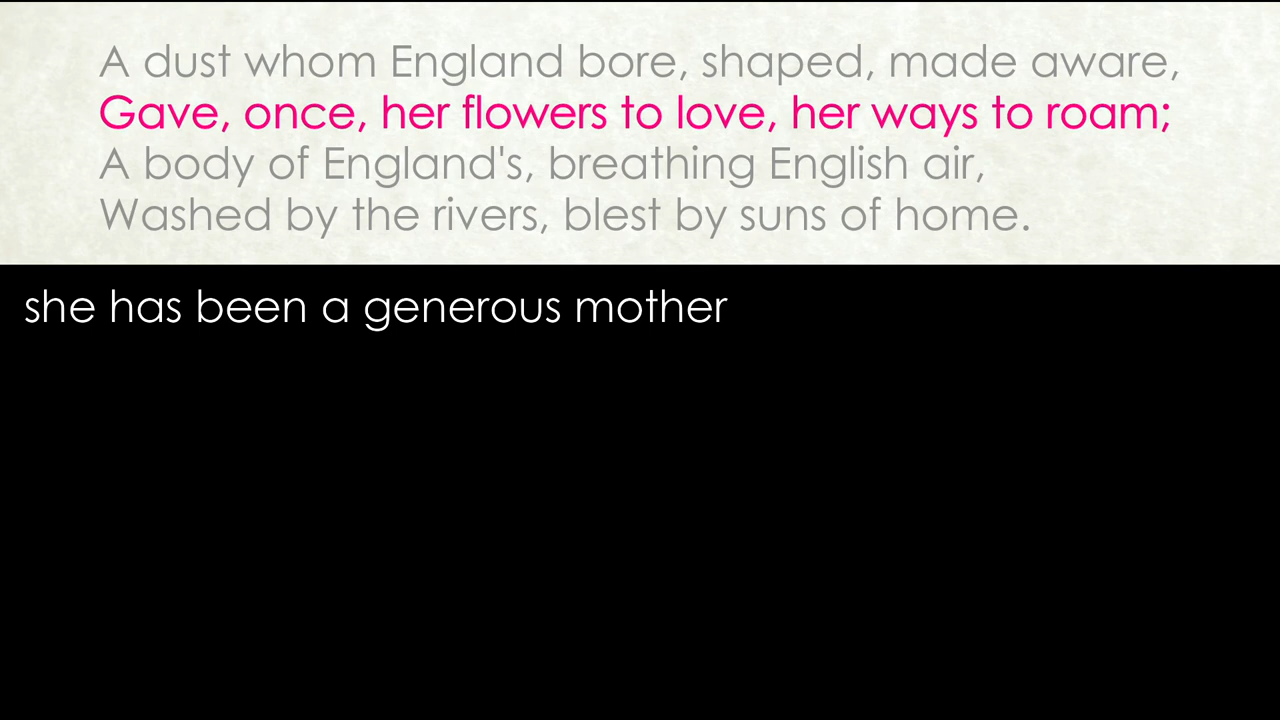 A dust whom England bore, shaped, made aware,
Gave, once, her flowers to love, her ways to roam;
A body of England's, breathing English air,
Washed by the rivers, blest by suns of home.
she has been a generous mother